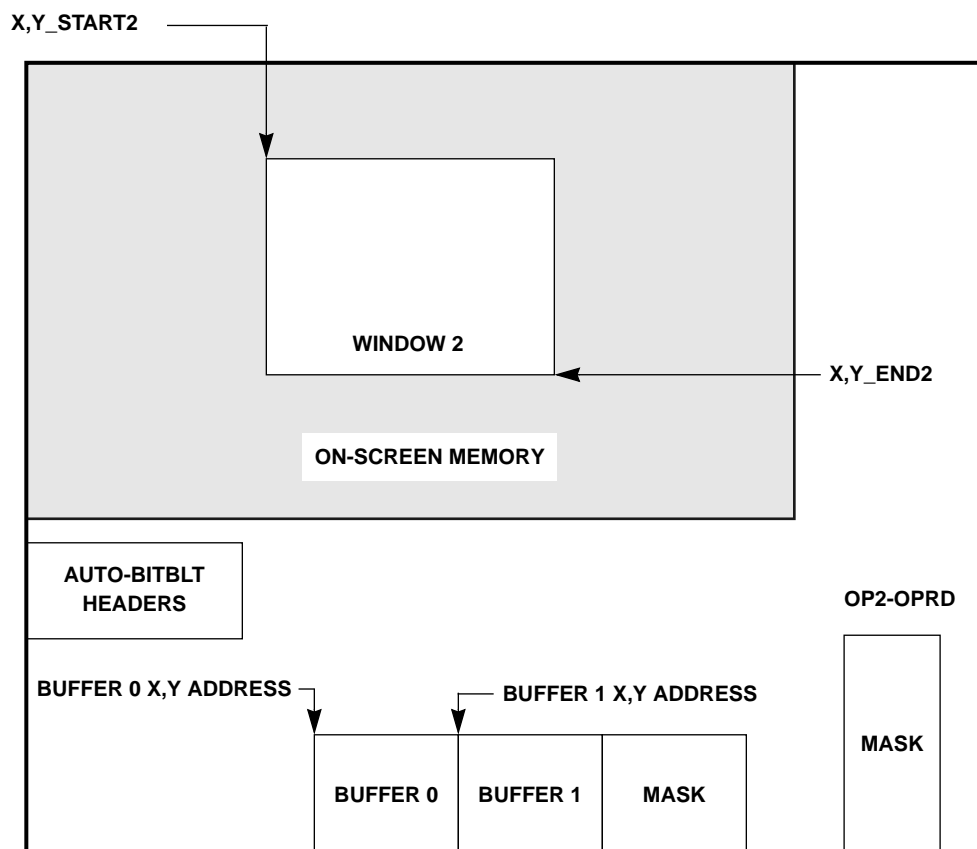 X,Y_START2
WINDOW 2
X,Y_END2
ON-SCREEN MEMORY
AUTO-BITBLT
HEADERS
OP2-OPRD
BUFFER 0 X,Y ADDRESS
BUFFER 1 X,Y ADDRESS
MASK
BUFFER 0
BUFFER 1
MASK